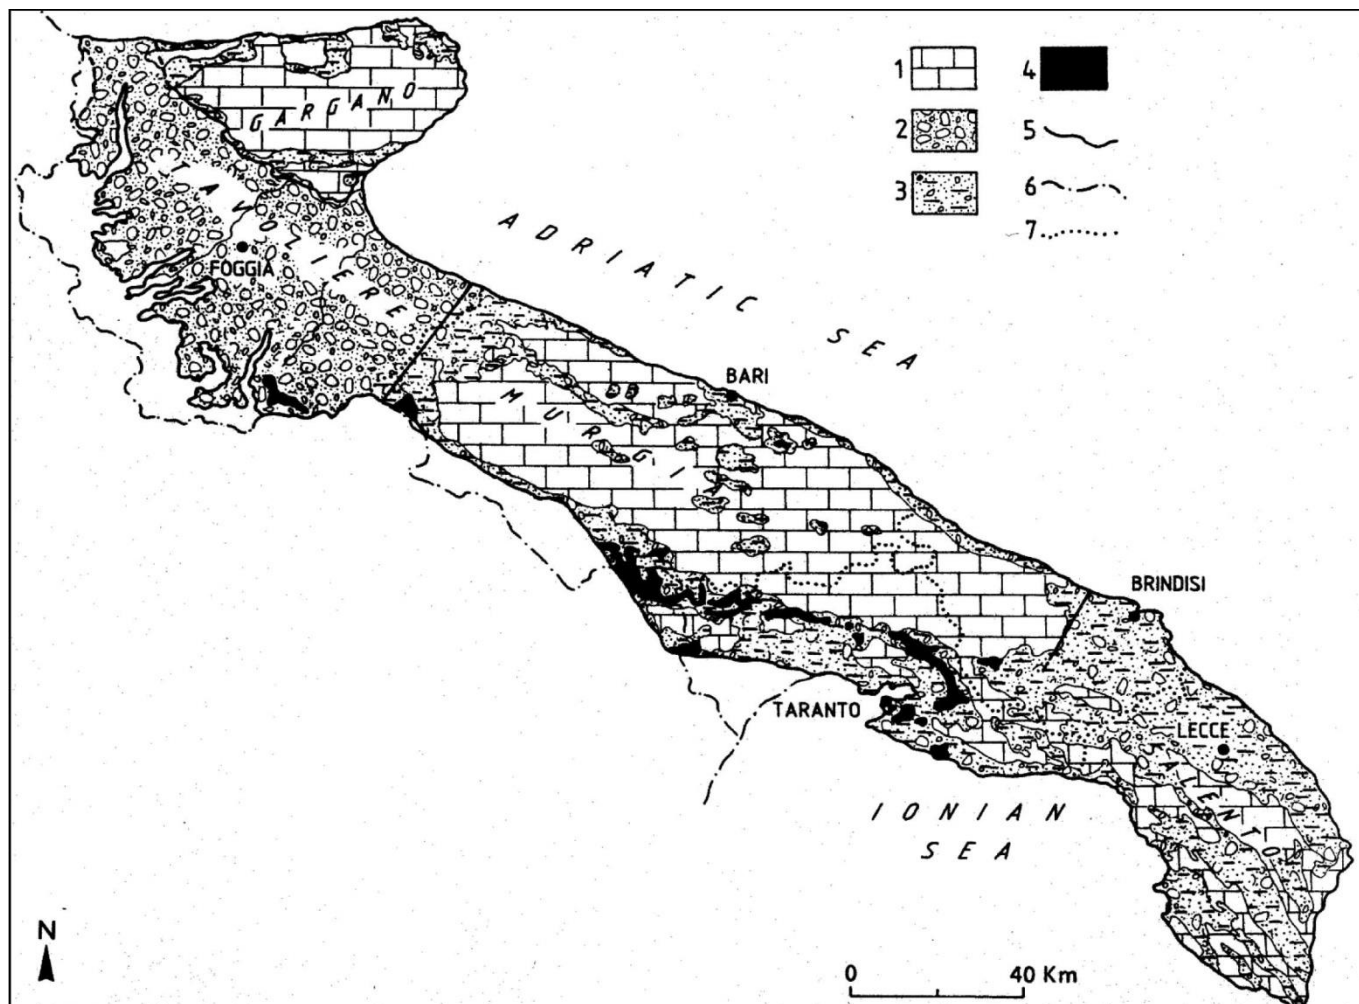 1
4
2
5
3
6
7
GARGANO
TAVOLIERE
FOGGIA
ADRIATIC SEA
BARI
MURGIA
BRINDISI
TARANTO
LECCE
SALENTO
IONIAN
SEA
N
0 40 Km